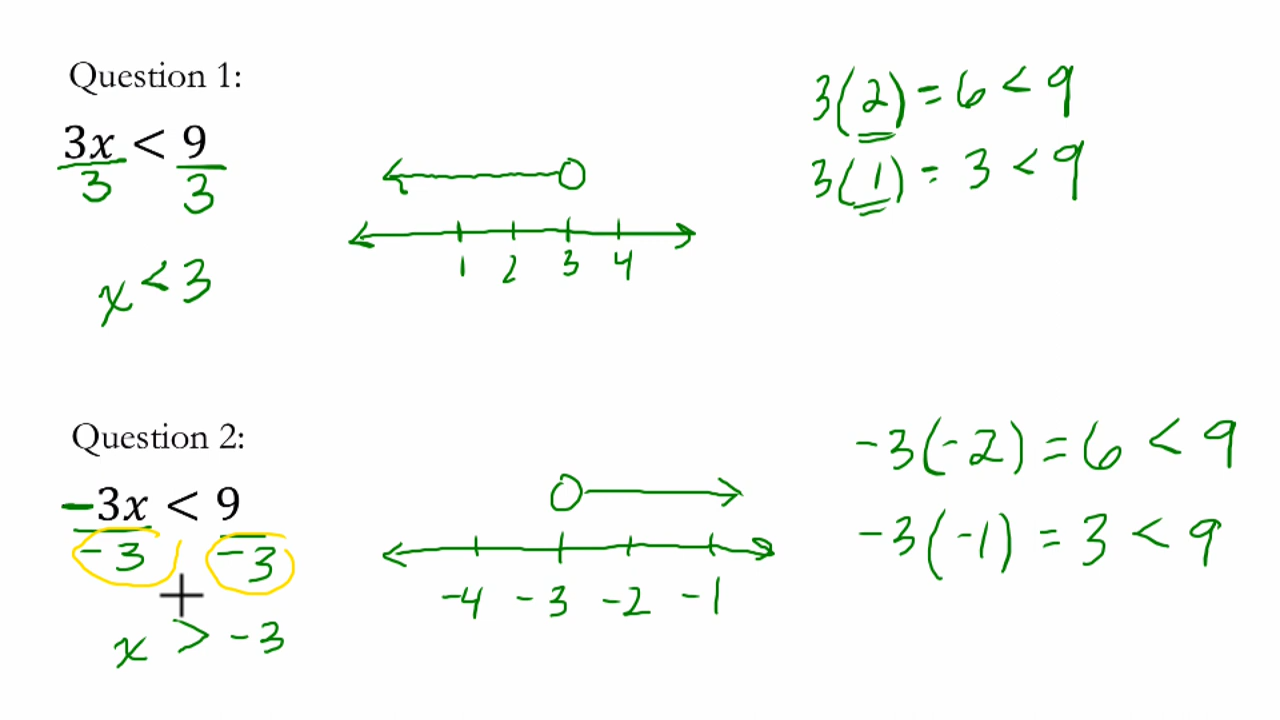 Question 1:
3x < 9
3 3
x < 3
1 2 3 4
3(2) = 6 < 9
3(1) = 3 < 9
Question 2:
-3x < 9
-3 -3
x > -3
-4 -3 -2 -1
-3(-2) = 6 < 9
-3(-1) = 3 < 9